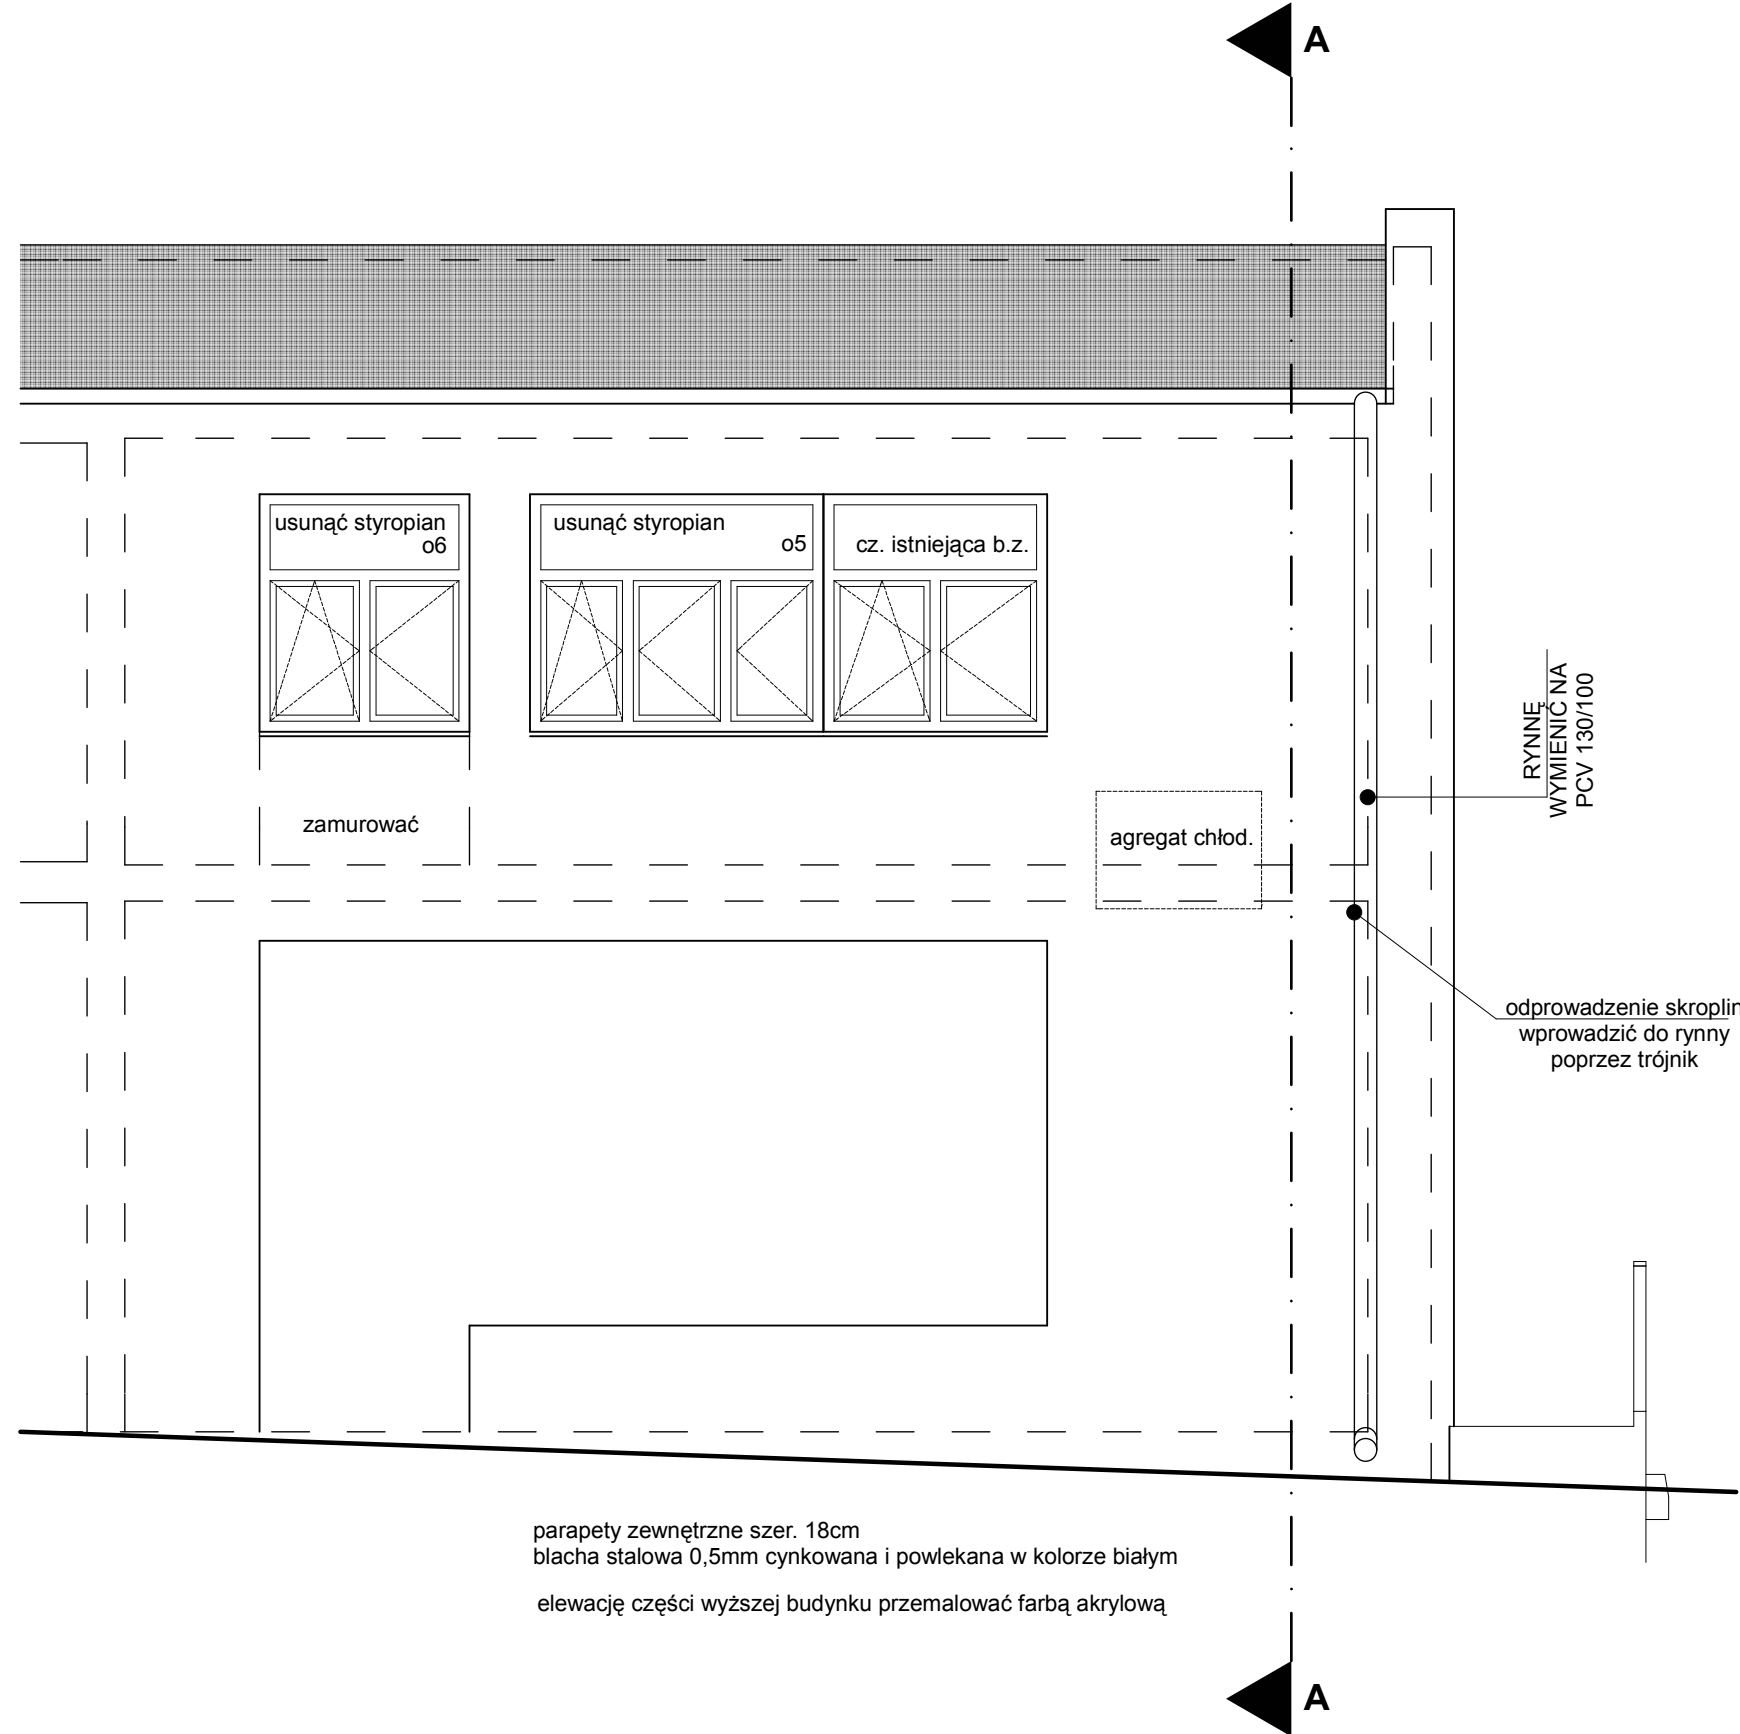 A
usunąć styropian
o6
usunąć styropian
o5
cz. istniejąca b.z.
RYNNĘ
WYMIENIĆ NA
PCV 130/100
zamurować
agregat chłod.
odprowadzenie skroplin
wprowadzić do rynny
poprzez trójnik
parapety zewnętrzne szer. 18cm
blacha stalowa 0,5mm cynkowana i powlekana w kolorze białym
elewację części wyższej budynku przemalować farbą akrylową
A